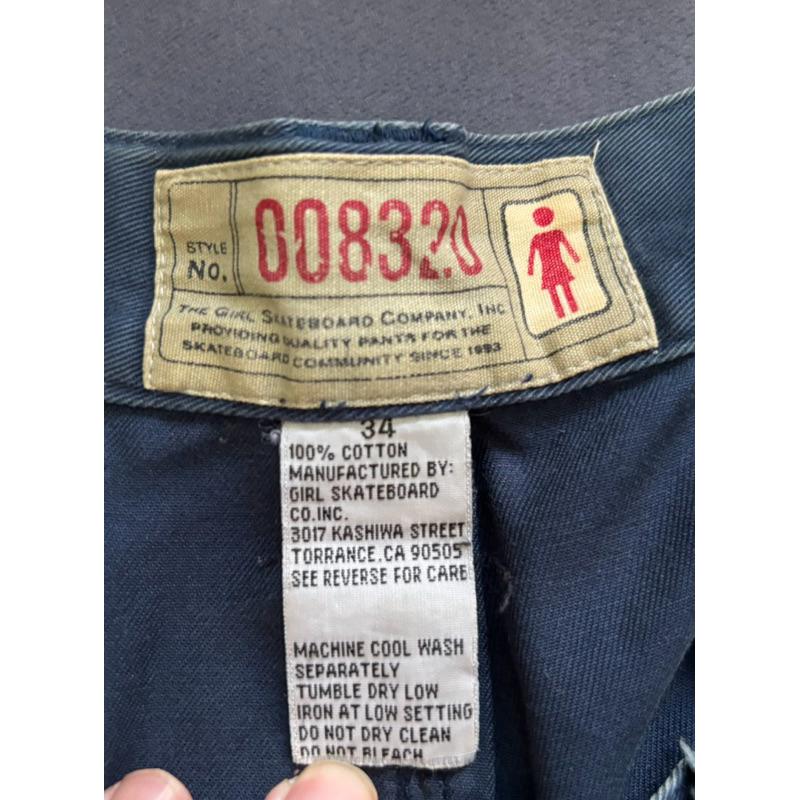 STYLE
NO. 008320
THE GIRL SKATEBOARD COMPANY, INC
PROVIDING QUALITY PANTS FOR THE
SKATEBOARD COMMUNITY SINCE 1993
34
100% COTTON
MANUFACTURED BY:
GIRL SKATEBOARD
CO.INC.
3017 KASHIWA STREET
TORRANCE.CA 90505
SEE REVERSE FOR CARE
MACHINE COOL WASH
SEPARATELY
TUMBLE DRY LOW
IRON AT LOW SETTING
DO NOT DRY CLEAN
DO NOT BLEACH